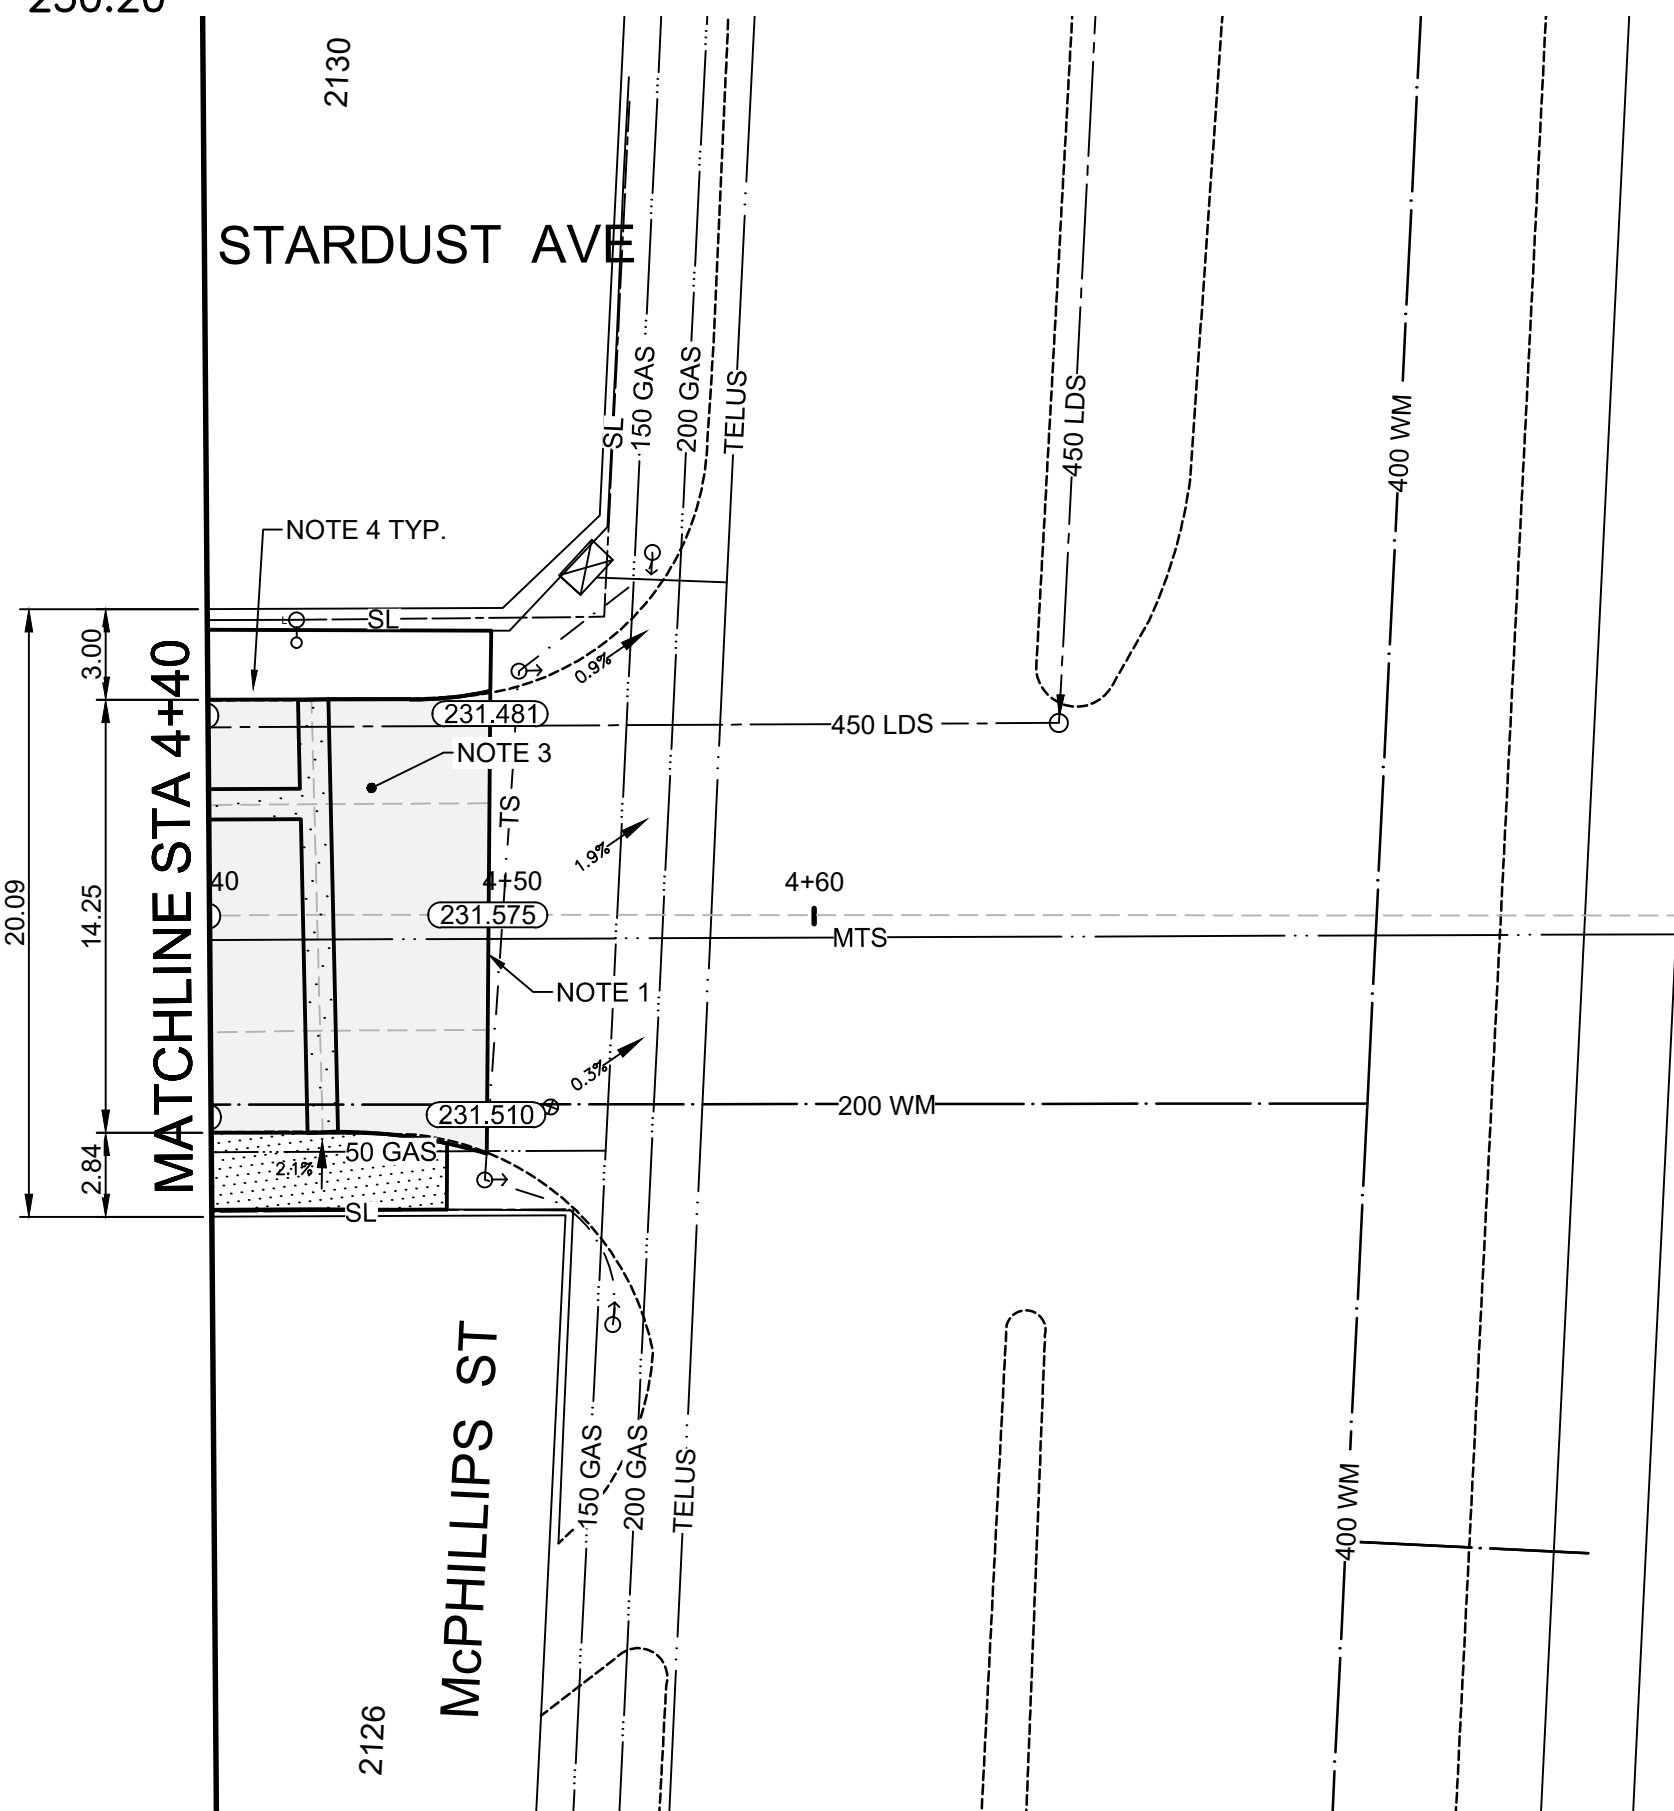 2130
STARDUST AVE
SL
150 GAS
200 GAS
TELUS
450 LDS
400 WM
NOTE 4 TYP.
SL
3.00
0.9%
231.481
450 LDS
NOTE 3
TS
MATCHLINE STA 4+40
1.9%
20.09
14.25
40
4+50
4+60
231.575
MTS
NOTE 1
0.3%
231.510
200 WM
2.84
50 GAS
2.1%
SL
McPHILLIPS ST
150 GAS
200 GAS
TELUS
400 WM
2126